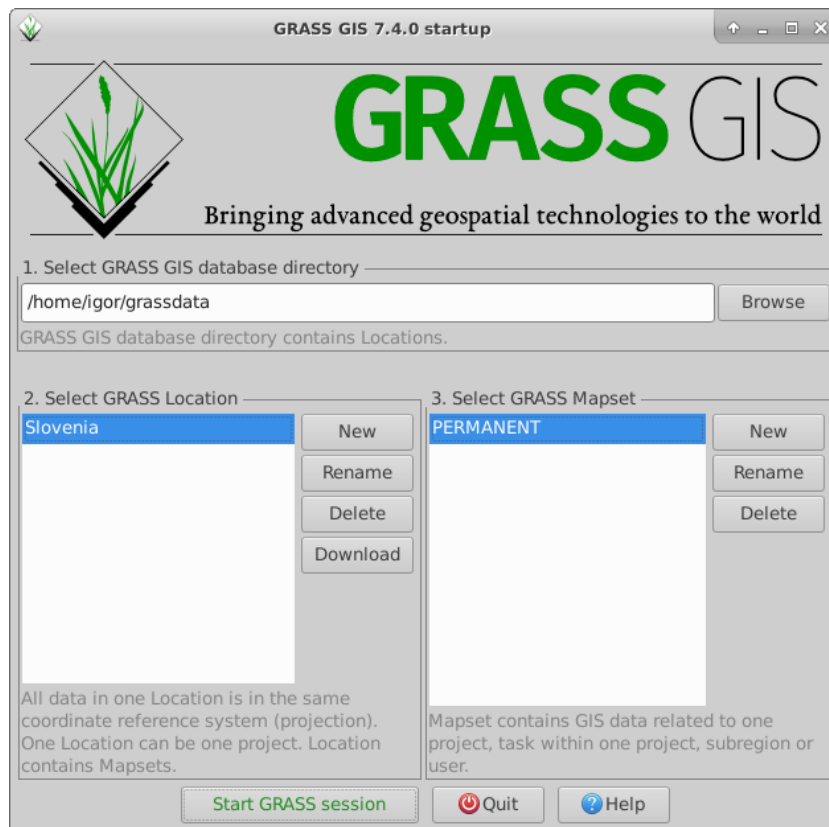 GRASS GIS 7.4.0 startup
GRASS GIS
Bringing advanced geospatial technologies to the world
1. Select GRASS GIS database directory
/home/igor/grassdata
Browse
GRASS GIS database directory contains Locations.
2. Select GRASS Location
Slovenia
New
Rename
Delete
Download
All data in one Location is in the same
coordinate reference system (projection).
One Location can be one project. Location
contains Mapsets.
3. Select GRASS Mapset
PERMANENT
New
Rename
Delete
Mapset contains GIS data related to one
project, task within one project, subregion or
user.
Start GRASS session
Quit
Help